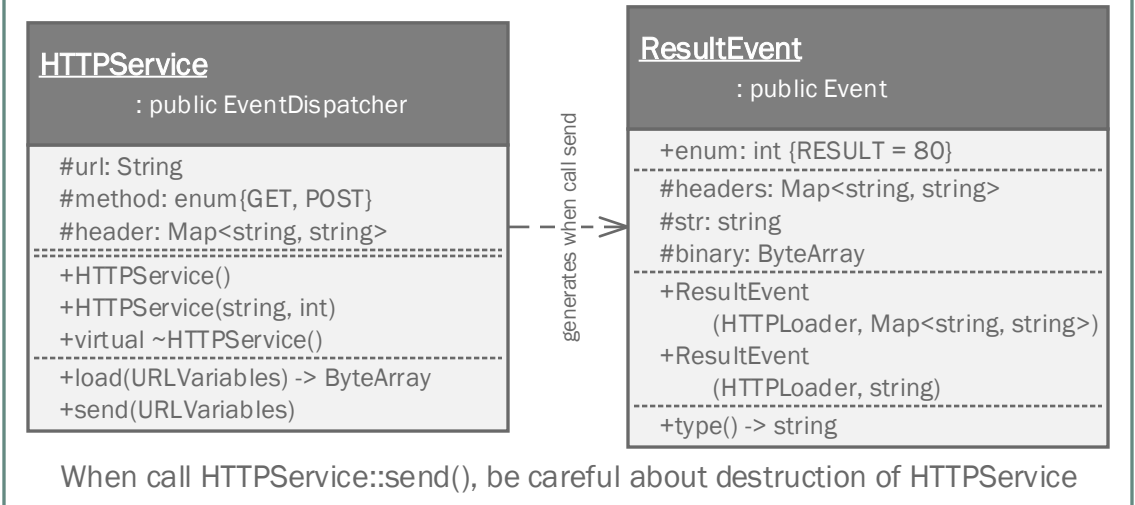 HTTPService
: public EventDispatcher
#url: String
#method: enum{GET, POST}
#header: Map<string, string>
+HTTPService()
+HTTPService(string, int)
+virtual ~HTTPService()
+load(URLVariables) -> ByteArray
+send(URLVariables)
generates when call send
ResultEvent
: public Event
+enum: int {RESULT = 80}
#headers: Map<string, string>
#str: string
#binary: ByteArray
+ResultEvent
(HTTPLoader, Map<string, string>)
+ResultEvent
(HTTPLoader, string)
+type() -> string
When call HTTPService::send(), be careful about destruction of HTTPService